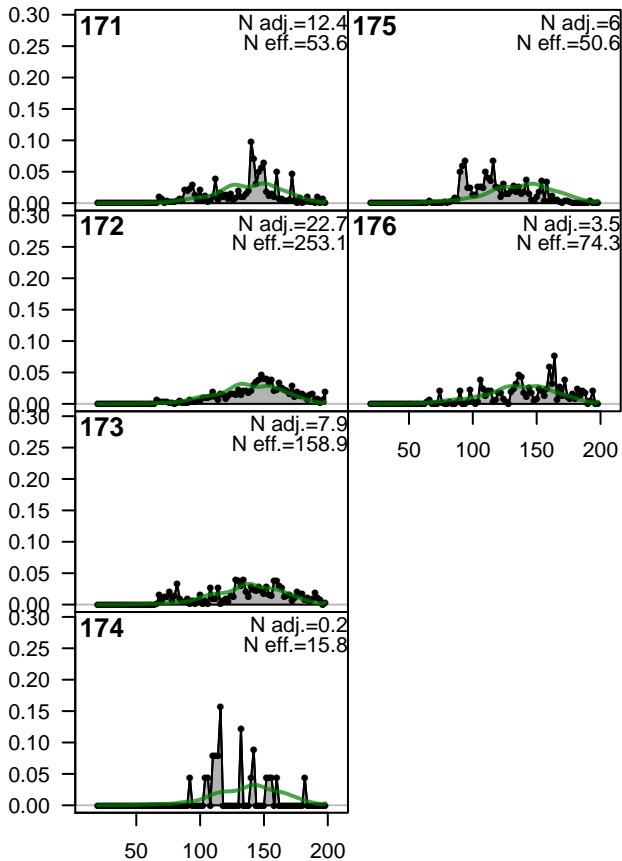 0.30
0.25
0.20
0.15
0.10
0.05
0.00
171
N adj.=12.4
N eff.=53.6
175
N adj.=6
N eff.=50.6
0.30
0.25
0.20
0.15
0.10
0.05
0.00
172
N adj.=22.7
N eff.=253.1
176
N adj.=3.5
N eff.=74.3
50 100 150 200
0.30
0.25
0.20
0.15
0.10
0.05
0.00
173
N adj.=7.9
N eff.=158.9
0.30
0.25
0.20
0.15
0.10
0.05
0.00
174
N adj.=0.2
N eff.=15.8
50 100 150 200